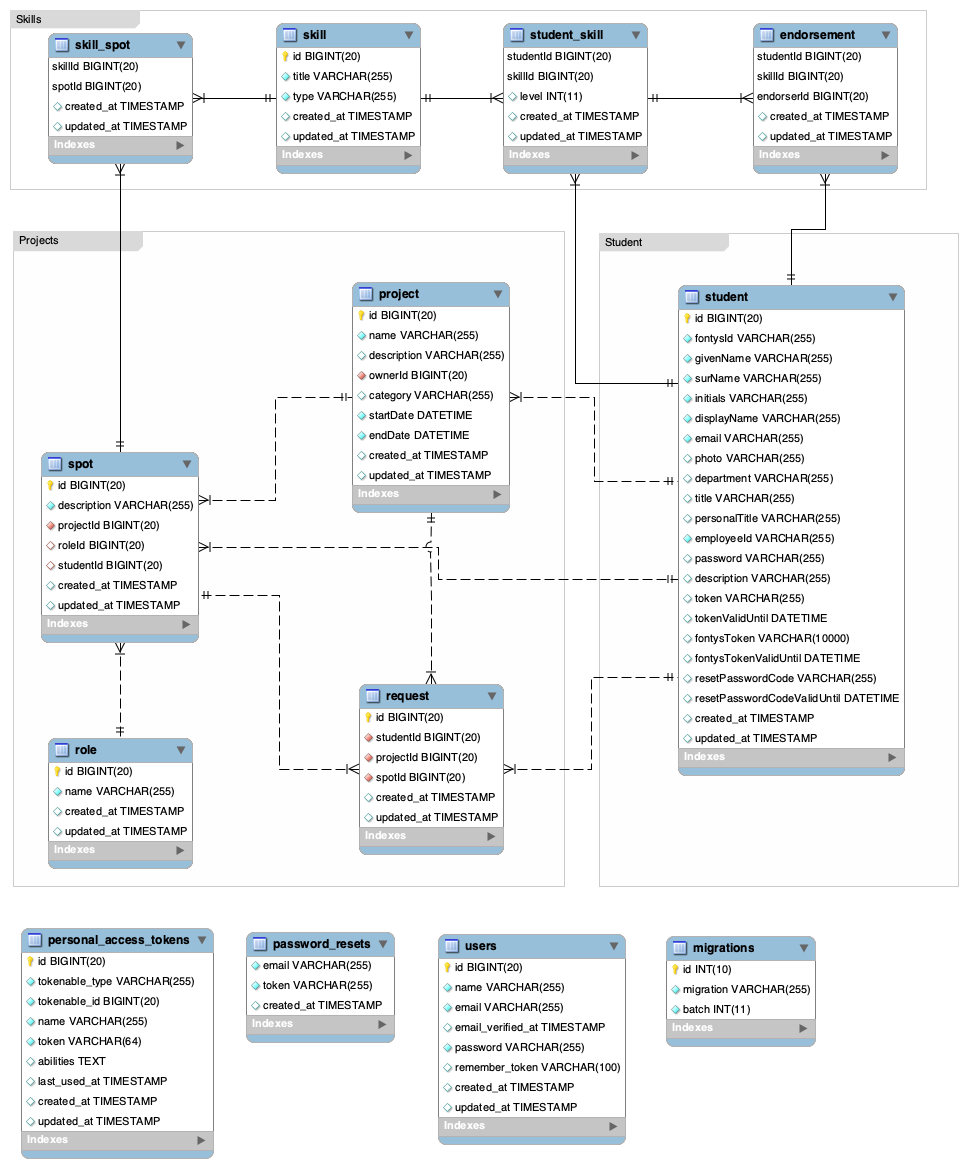 Skills
skill_spot
skillId BIGINT(20)
spotId BIGINT(20)
created_at TIMESTAMP
updated_at TIMESTAMP
Indexes
skill
id BIGINT(20)
title VARCHAR(255)
type VARCHAR(255)
created_at TIMESTAMP
updated_at TIMESTAMP
Indexes
student_skill
studentId BIGINT(20)
skillId BIGINT(20)
level INT(11)
created_at TIMESTAMP
updated_at TIMESTAMP
Indexes
endorsement
studentId BIGINT(20)
skillId BIGINT(20)
endorserId BIGINT(20)
created_at TIMESTAMP
updated_at TIMESTAMP
Indexes
Projects
project
id BIGINT(20)
name VARCHAR(255)
description VARCHAR(255)
ownerId BIGINT(20)
category VARCHAR(255)
startDate DATETIME
endDate DATETIME
created_at TIMESTAMP
updated_at TIMESTAMP
Indexes
spot
id BIGINT(20)
description VARCHAR(255)
projectId BIGINT(20)
roleId BIGINT(20)
studentId BIGINT(20)
created_at TIMESTAMP
updated_at TIMESTAMP
Indexes
request
id BIGINT(20)
studentId BIGINT(20)
projectId BIGINT(20)
spotId BIGINT(20)
created_at TIMESTAMP
updated_at TIMESTAMP
Indexes
role
id BIGINT(20)
name VARCHAR(255)
created_at TIMESTAMP
updated_at TIMESTAMP
Indexes
Student
student
id BIGINT(20)
fontysId VARCHAR(255)
givenName VARCHAR(255)
surName VARCHAR(255)
initials VARCHAR(255)
displayName VARCHAR(255)
email VARCHAR(255)
photo VARCHAR(255)
department VARCHAR(255)
title VARCHAR(255)
personalTitle VARCHAR(255)
employeeId VARCHAR(255)
password VARCHAR(255)
description VARCHAR(255)
token VARCHAR(255)
tokenValidUntil DATETIME
fontysToken VARCHAR(10000)
fontysTokenValidUntil DATETIME
resetPasswordCode VARCHAR(255)
resetPasswordCodeValidUntil DATETIME
created_at TIMESTAMP
updated_at TIMESTAMP
Indexes
personal_access_tokens
id BIGINT(20)
tokenable_type VARCHAR(255)
tokenable_id BIGINT(20)
name VARCHAR(255)
token VARCHAR(64)
abilities TEXT
last_used_at TIMESTAMP
created_at TIMESTAMP
updated_at TIMESTAMP
Indexes
password_resets
email VARCHAR(255)
token VARCHAR(255)
created_at TIMESTAMP
Indexes
users
id BIGINT(20)
name VARCHAR(255)
email VARCHAR(255)
email_verified_at TIMESTAMP
password VARCHAR(255)
remember_token VARCHAR(100)
created_at TIMESTAMP
updated_at TIMESTAMP
Indexes
migrations
id INT(10)
migration VARCHAR(255)
batch INT(11)
Indexes